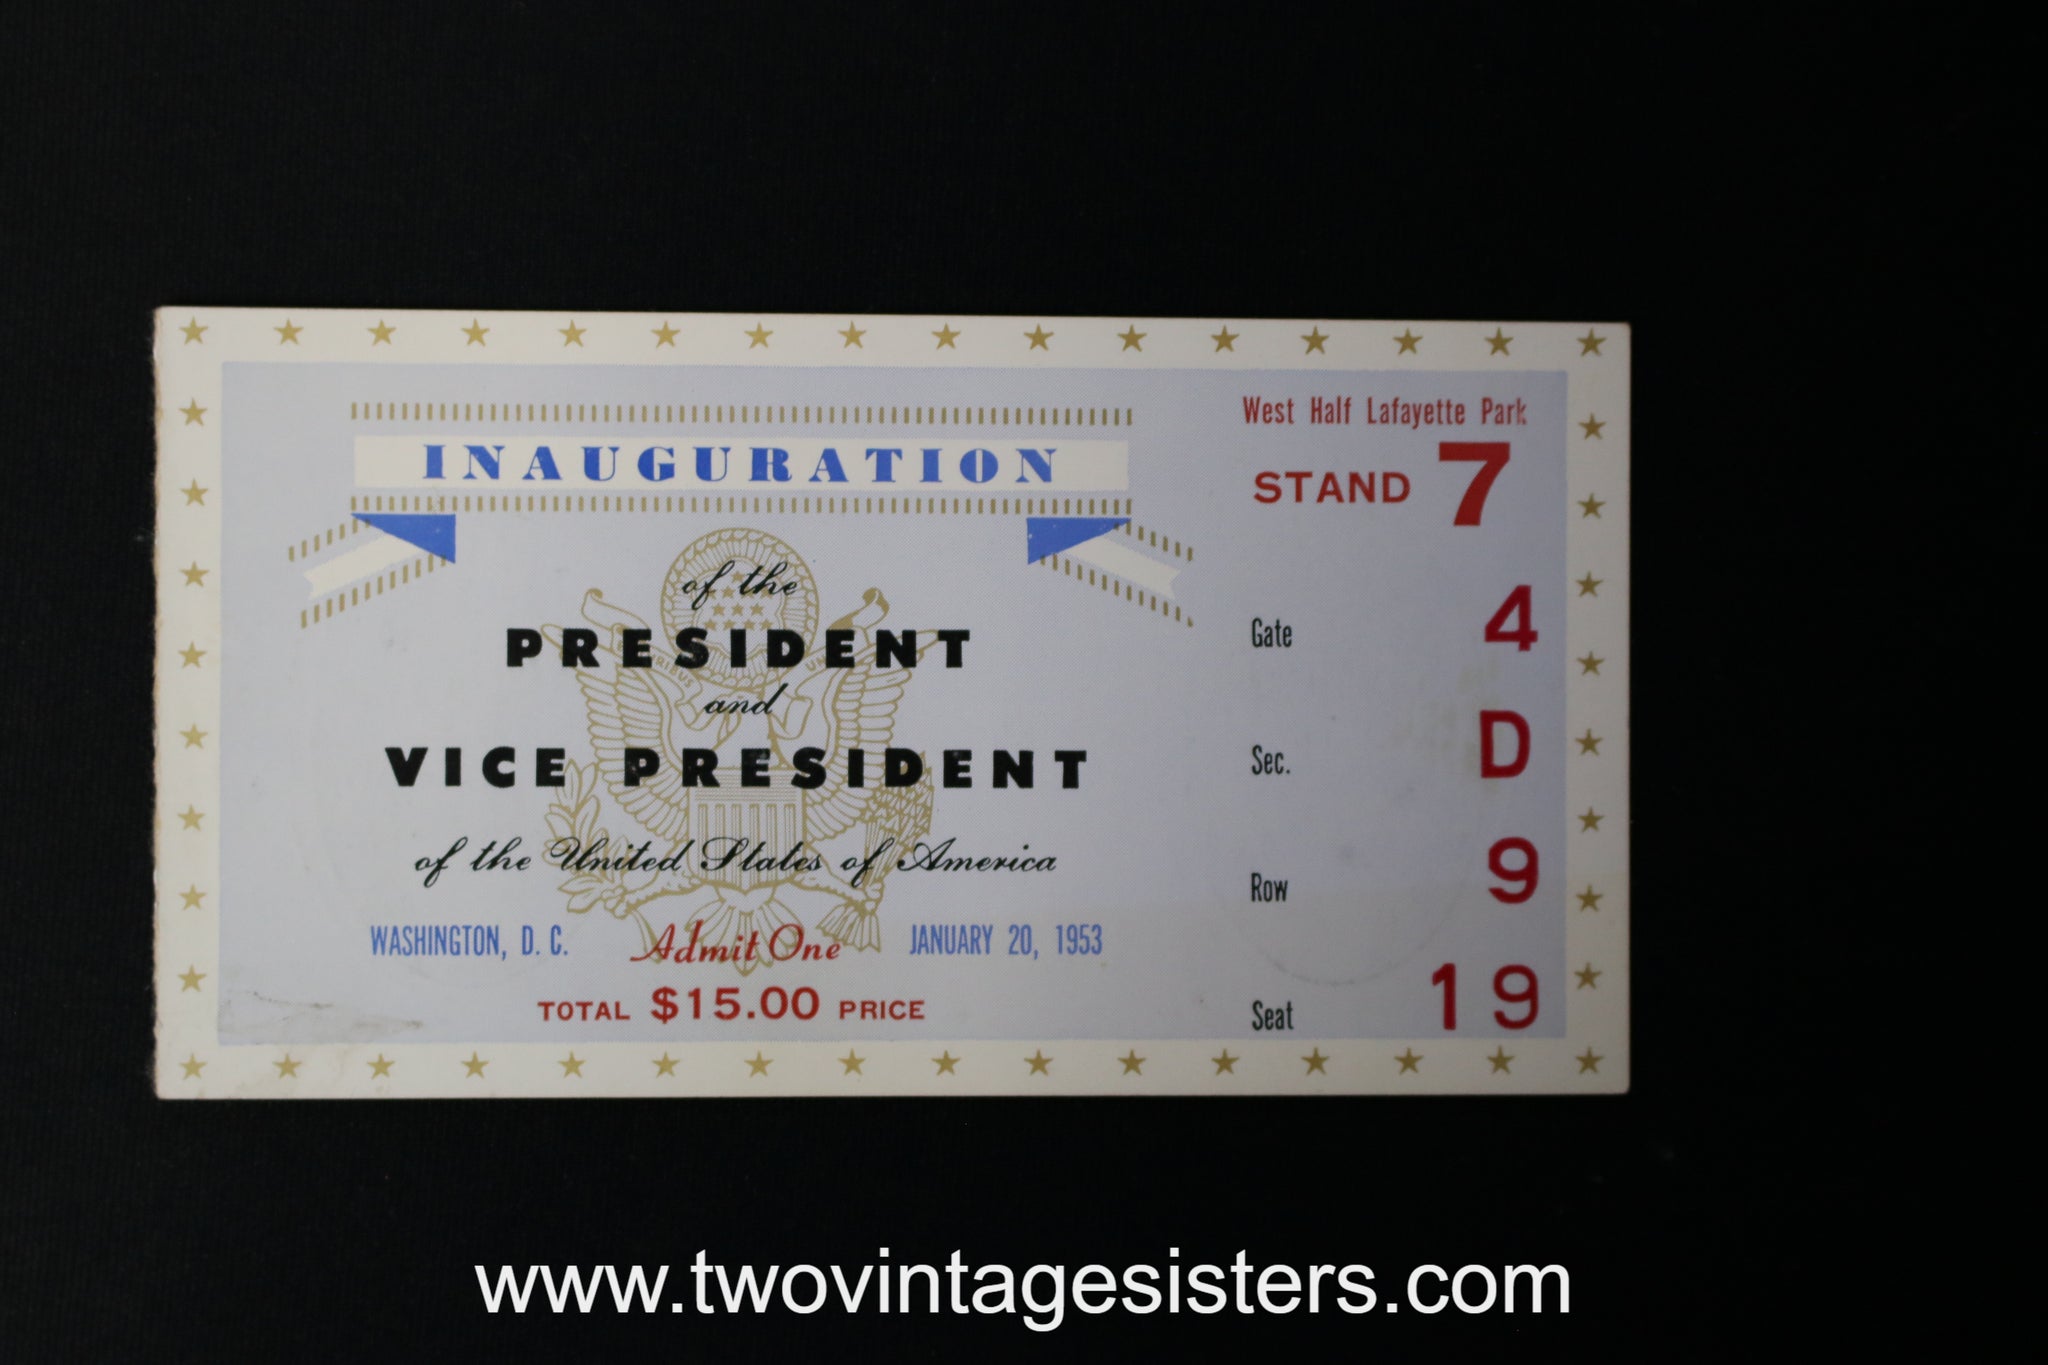 INAUGURATION
of the
PRESIDENT
and
VICE PRESIDENT
of the United States of America
WASHINGTON, D. C. Admit One JANUARY 20, 1953
TOTAL $15.00 PRICE
West Half Lafayette Park
STAND 7
Gate 4
Sec. D
Row 9
Seat 19
www.twovintagesisters.com